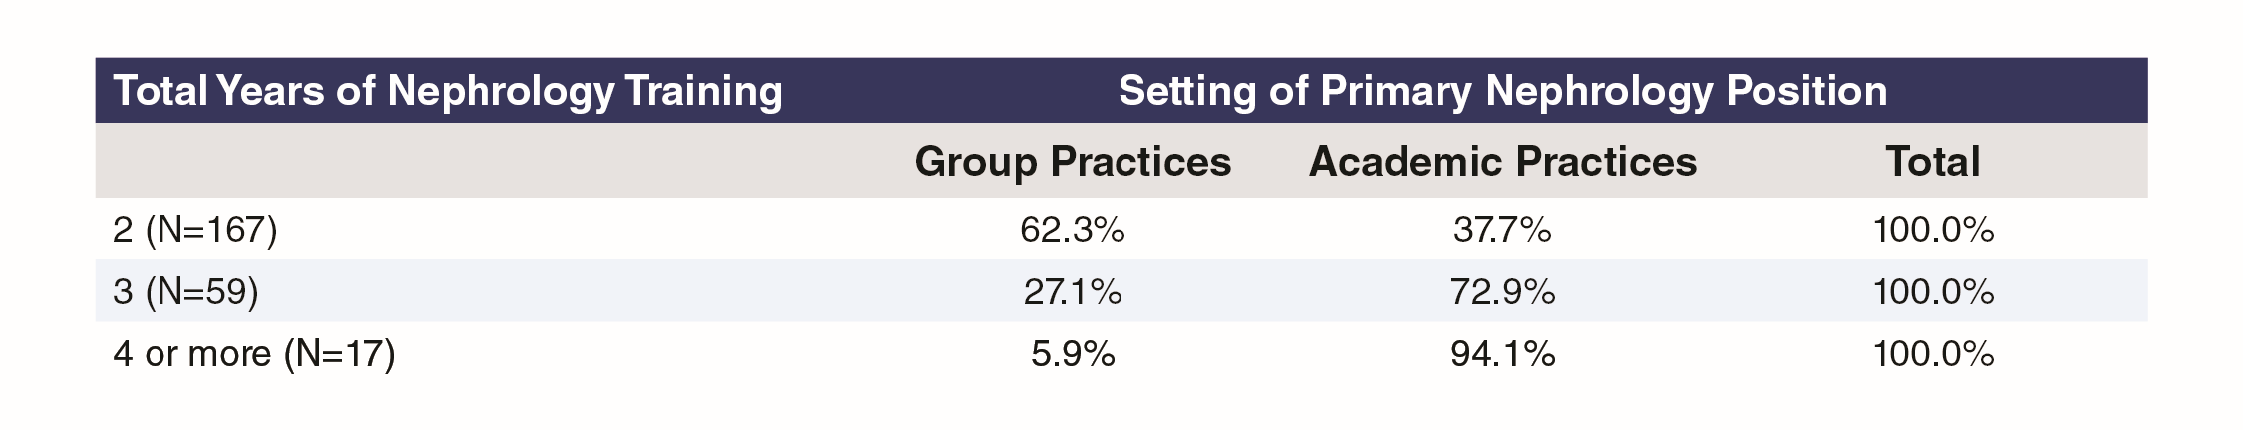 Total Years of Nephrology Training Setting of Primary Nephrology Position
Group Practices Academic Practices Total
2 (N=167) 62.3% 37.7% 100.0%
3 (N=59) 27.1% 72.9% 100.0%
4 or more (N=17) 5.9% 94.1% 100.0%